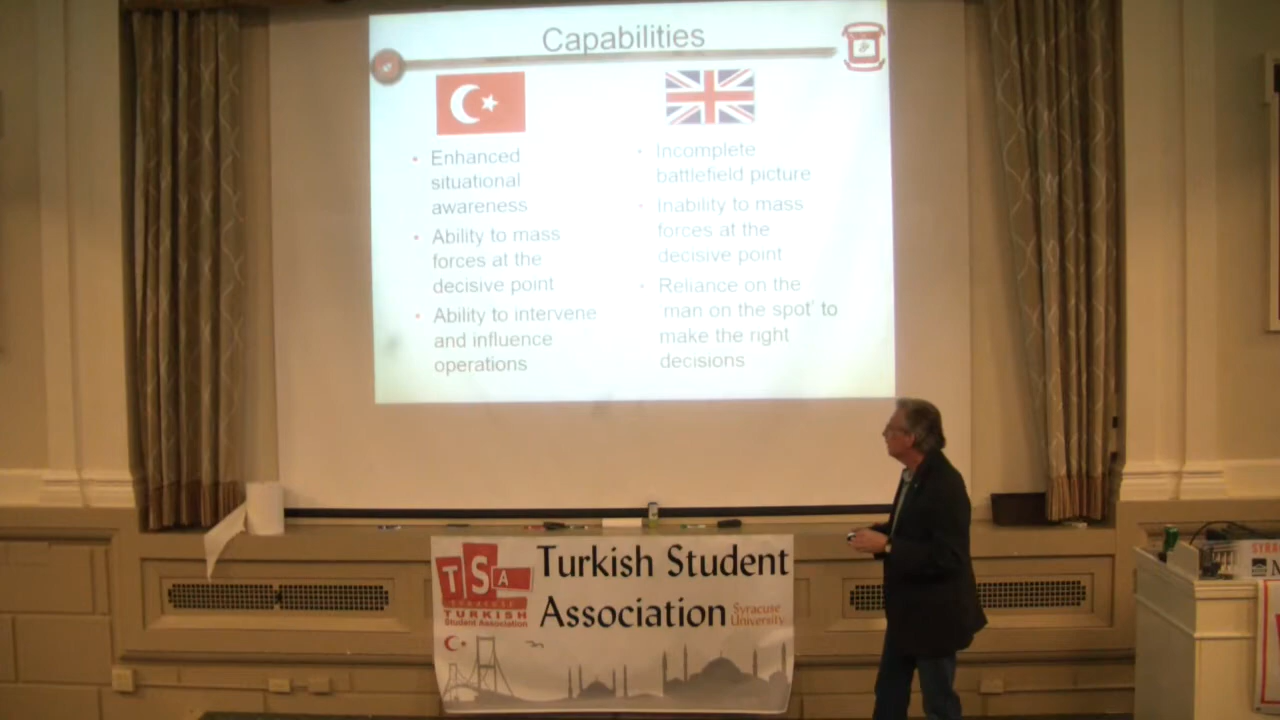 Capabilities
• Enhanced
situational
awareness
• Ability to mass
forces at the
decisive point
• Ability to intervene
and influence
operations
• Incomplete
battlefield picture
• Inability to mass
forces at the
decisive point
• Reliance on the
'man on the spot' to
make the right
decisions
TSA
SYRACUSE
TURKISH
Student Association
Turkish Student
Association
Syracuse
University